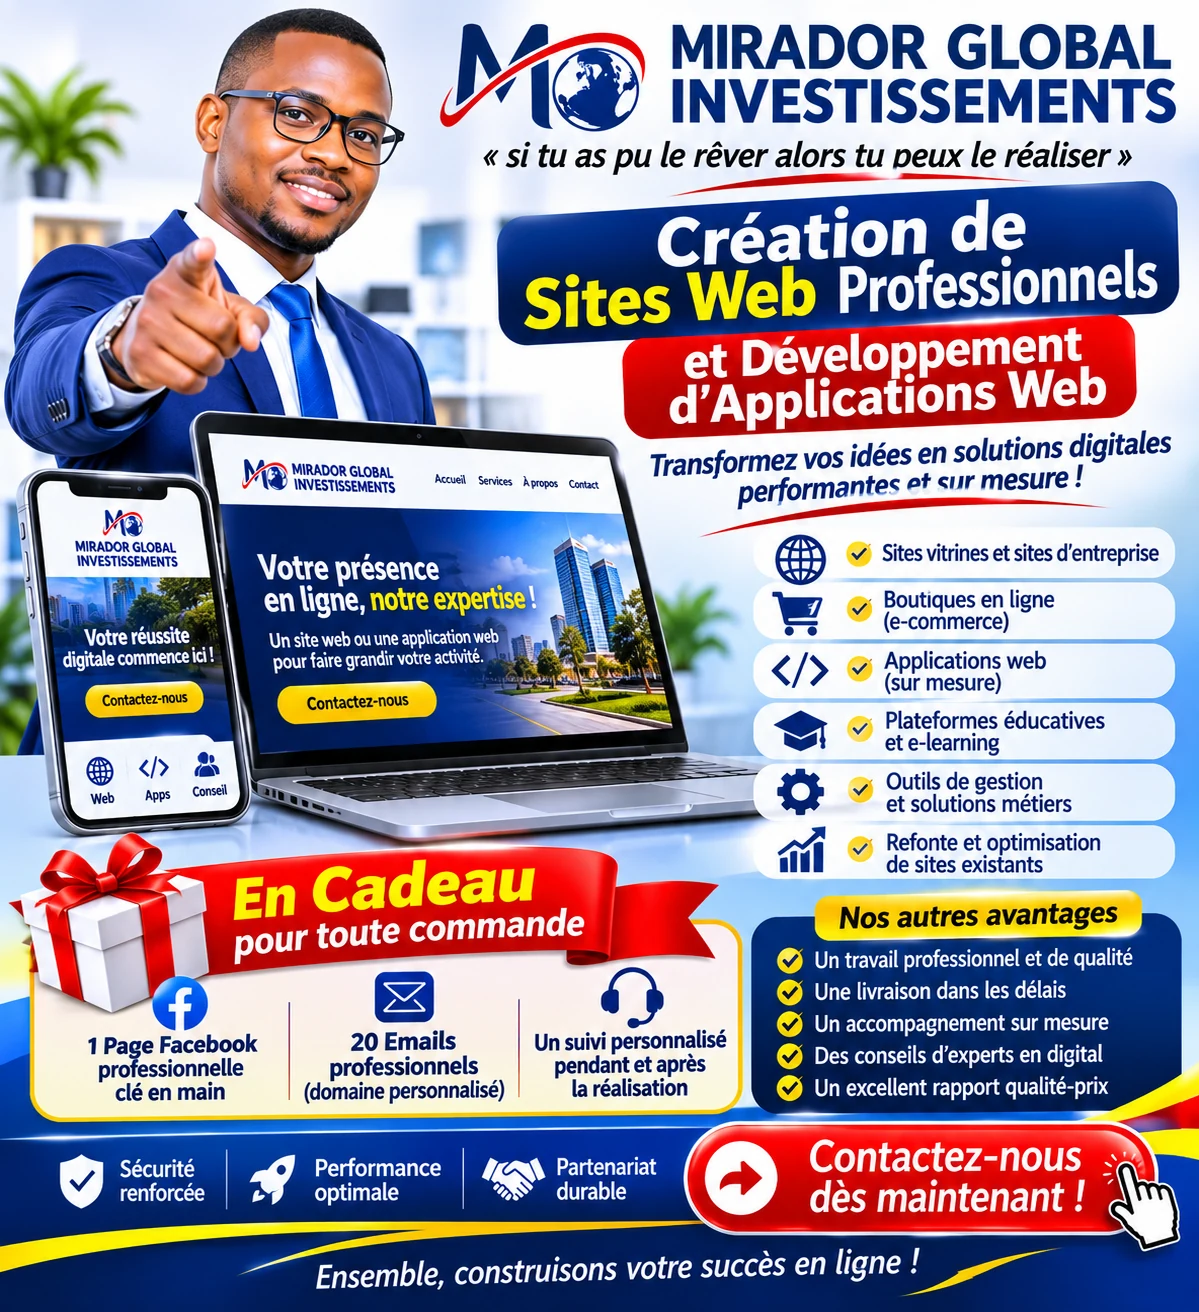 MIRADOR GLOBAL
INVESTISSEMENTS
« si tu as pu le rêver alors tu peux le réaliser »
Création de
Sites Web Professionnels
et Développement
d'Applications Web
Transformez vos idées en solutions digitales
performantes et sur mesure !
MIRADOR GLOBAL
INVESTISSEMENTS
Accueil Services À propos Contact
Votre présence
en ligne, notre expertise !
Un site web ou une application web
pour faire grandir votre activité.
Contactez-nous
MIRADOR GLOBAL
INVESTISSEMENTS
Votre réussite
digitale commence ici !
Contactez-nous
Web Apps Conseil
Sites vitrines et sites d'entreprise
Boutiques en ligne
(e-commerce)
Applications web
(sur mesure)
Plateformes éducatives
et e-learning
Outils de gestion
et solutions métiers
Refonte et optimisation
de sites existants
En Cadeau
pour toute commande
1 Page Facebook
professionnelle
clé en main
20 Emails
professionnels
(domaine personnalisé)
Un suivi personnalisé
pendant et après
la réalisation
Nos autres avantages
Un travail professionnel et de qualité
Une livraison dans les délais
Un accompagnement sur mesure
Des conseils d'experts en digital
Un excellent rapport qualité-prix
Sécurité
renforcée
Performance
optimale
Partenariat
durable
Contactez-nous
dès maintenant !
Ensemble, construisons votre succès en ligne !